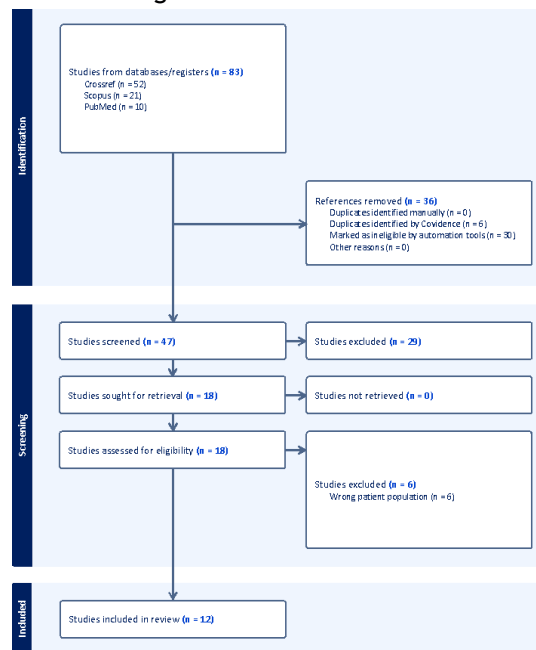 Identification
Studies from databases/registers (n = 83)
Crossref (n = 52)
Scopus (n = 21)
PubMed (n = 10)
References removed (n = 36)
Duplicates identified manually (n = 0)
Duplicates identified by Covidence (n = 6)
Marked as ineligible by automation tools (n = 30)
Other reasons (n = 0)
Screening
Studies screened (n = 47)
Studies excluded (n = 29)
Studies sought for retrieval (n = 18)
Studies not retrieved (n = 0)
Studies assessed for eligibility (n = 18)
Studies excluded (n = 6)
Wrong patient population (n = 6)
Included
Studies included in review (n = 12)